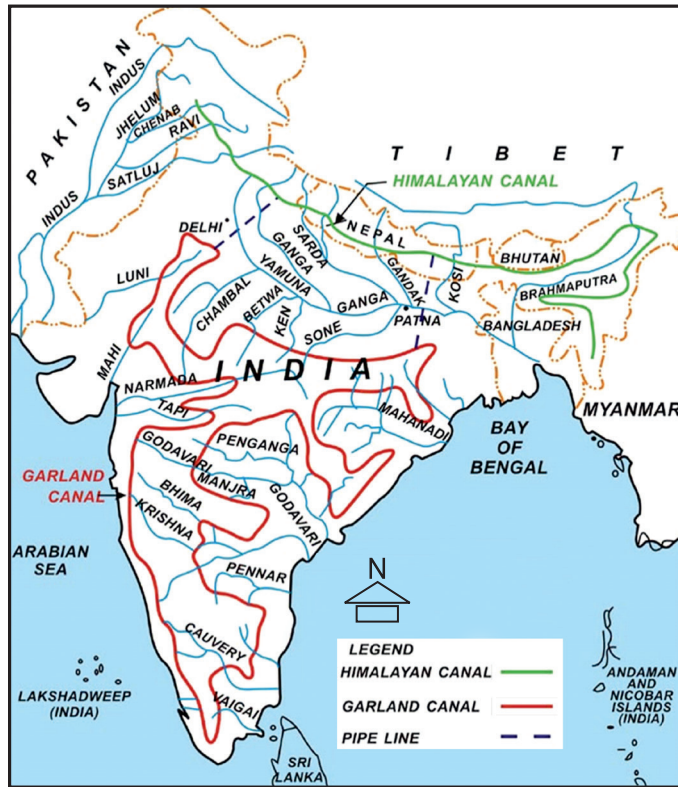 PAKISTAN
INDUS
JHELUM
CHENAB
RAVI
SATLUJ
INDUS
TIBET
HIMALAYAN CANAL
DELHI
NEPAL
SARDA
GANGA
YAMUNA
GANDAK
KOSI
BHUTAN
BRAHMAPUTRA
LUNI
CHAMBAL
BETWA
KEN
SONE
GANGA
PATNA
BANGLADESH
MAHI
INDIA
NARMADA
TAPI
MAHANADI
MYANMAR
BAY
OF
BENGAL
GODAVARI
PENGANGA
MANJRA
GODAVARI
GARLAND
CANAL
BHIMA
KRISHNA
ARABIAN
SEA
PENNAR
N
CAUVERY
VAIGAI
LAKSHADWEEP
(INDIA)
SRI
LANKA
LEGEND
HIMALAYAN CANAL
GARLAND CANAL
PIPE LINE
ANDAMAN
AND
NICOBAR
ISLANDS
(INDIA)